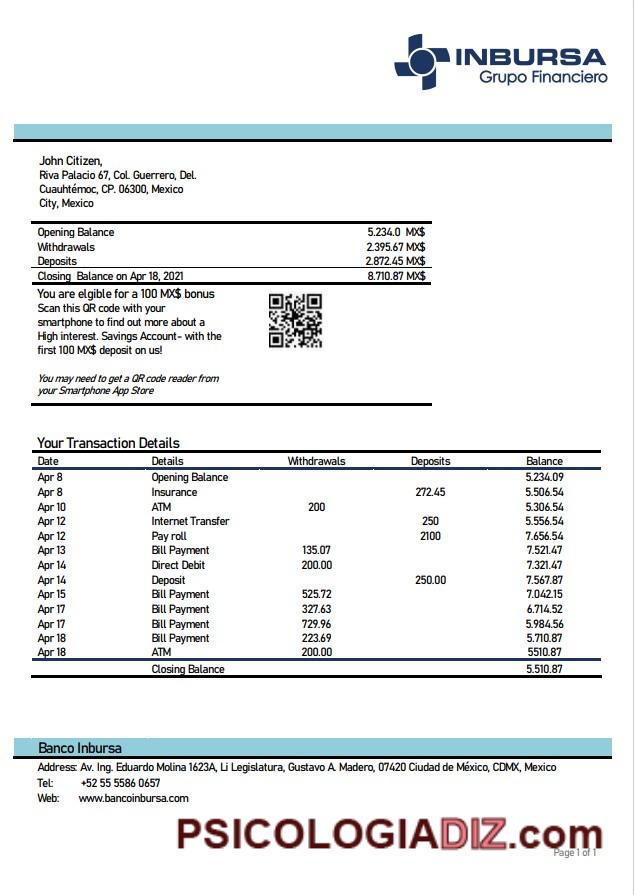 INBURSA
Grupo Financiero
John Citizen,
Riva Palacio 67, Col. Guerrero, Del.
Cuauhtémoc, CP. 06300, Mexico
City, Mexico
Opening Balance 5.234.0 MX$
Withdrawals 2.395.67 MX$
Deposits 2.872.45 MX$
Closing Balance on Apr 18, 2021 8.710.87 MX$
You are elgible for a 100 MX$ bonus
Scan this QR code with your
smartphone to find out more about a
High interest. Savings Account- with the
first 100 MX$ deposit on us!
You may need to get a QR code reader from
your Smartphone App Store
Your Transaction Details
Date Details Withdrawals Deposits Balance
Apr 8 Opening Balance 5.234.09
Apr 8 Insurance 272.45 5.506.54
Apr 10 ATM 200 5.306.54
Apr 12 Internet Transfer 250 5.556.54
Apr 12 Pay roll 2100 7.656.54
Apr 13 Bill Payment 135.07 7.521.47
Apr 14 Direct Debit 200.00 7.321.47
Apr 14 Deposit 250.00 7.567.87
Apr 15 Bill Payment 525.72 7.042.15
Apr 17 Bill Payment 327.63 6.714.52
Apr 17 Bill Payment 729.96 5.984.56
Apr 18 Bill Payment 223.69 5.710.87
Apr 18 ATM 200.00 5510.87
Closing Balance 5.510.87
Banco Inbursa
Address: Av. Ing. Eduardo Molina 1623A, Li Legislatura, Gustavo A. Madero, 07420 Ciudad de México, CDMX, Mexico
Tel: +52 55 5586 0657
Web: www.bancoinbursa.com
PSICOLOGIADIZ.com
Page 1 of 1